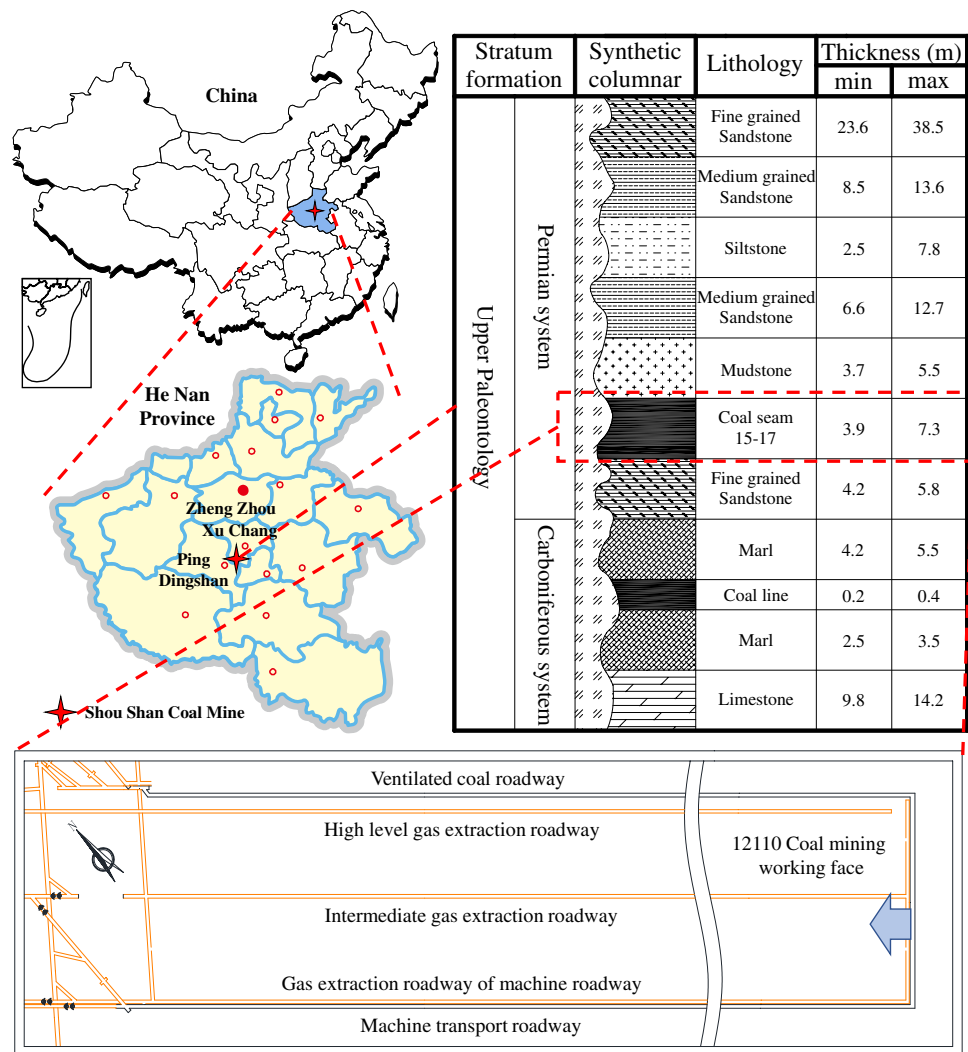 China
He Nan
Province
Zheng Zhou
Xu Chang
Ping
Dingshan
Shou Shan Coal Mine
Stratum
formation
Synthetic
columnar
Lithology
Thickness (m)
min
max
Upper Paleontology
Permian system
Carboniferous system
Fine grained
Sandstone
23.6
38.5
Medium grained
Sandstone
8.5
13.6
Siltstone
2.5
7.8
Medium grained
Sandstone
6.6
12.7
Mudstone
3.7
5.5
Coal seam
15-17
3.9
7.3
Fine grained
Sandstone
4.2
5.8
Marl
4.2
5.5
Coal line
0.2
0.4
Marl
2.5
3.5
Limestone
9.8
14.2
Ventilated coal roadway
High level gas extraction roadway
12110 Coal mining
working face
N
Intermediate gas extraction roadway
Gas extraction roadway of machine roadway
Machine transport roadway